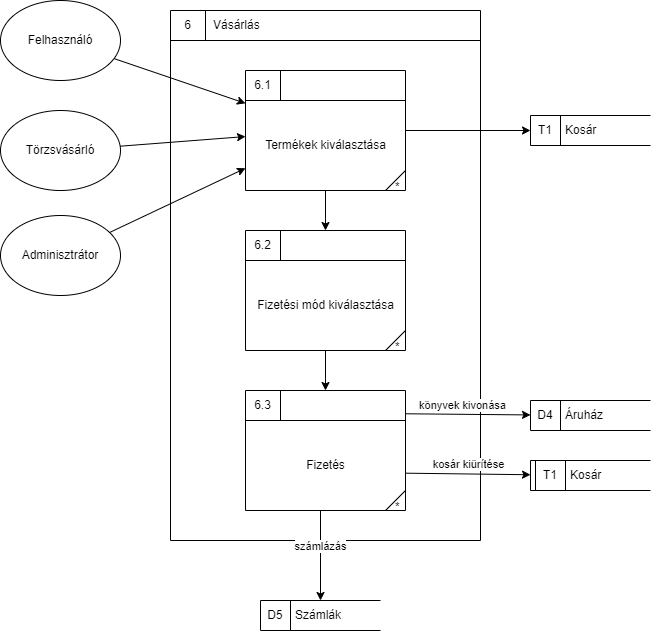 Felhasználó
6 Vásárlás
6.1
Termékek kiválasztása
*
T1 Kosár
Törzsvásárló
Adminisztrátor
6.2
Fizetési mód kiválasztása
*
6.3
Fizetés
*
könyvek kivonása
D4 Áruház
kosár kiürítése
T1 Kosár
számlázás
D5 Számlák